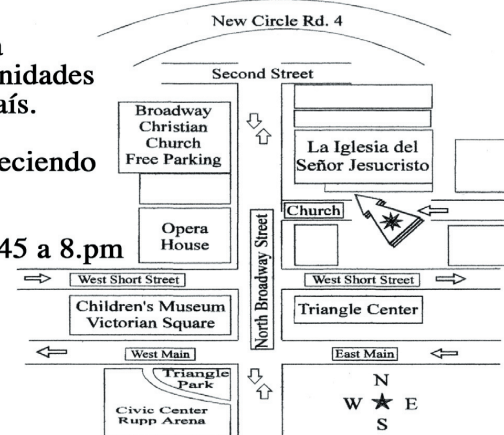 New Circle Rd. 4
a
nidades
aís.
eciendo
45 a 8.pm
Second Street
Broadway
Christian
Church
Free Parking
La Iglesia del
Señor Jesucristo
Church
Opera
House
North Broadway Street
West Short Street
West Short Street
Children's Museum
Victorian Square
Triangle Center
West Main
East Main
Triangle
Park
Civic Center
Rupp Arena
N
W E
S